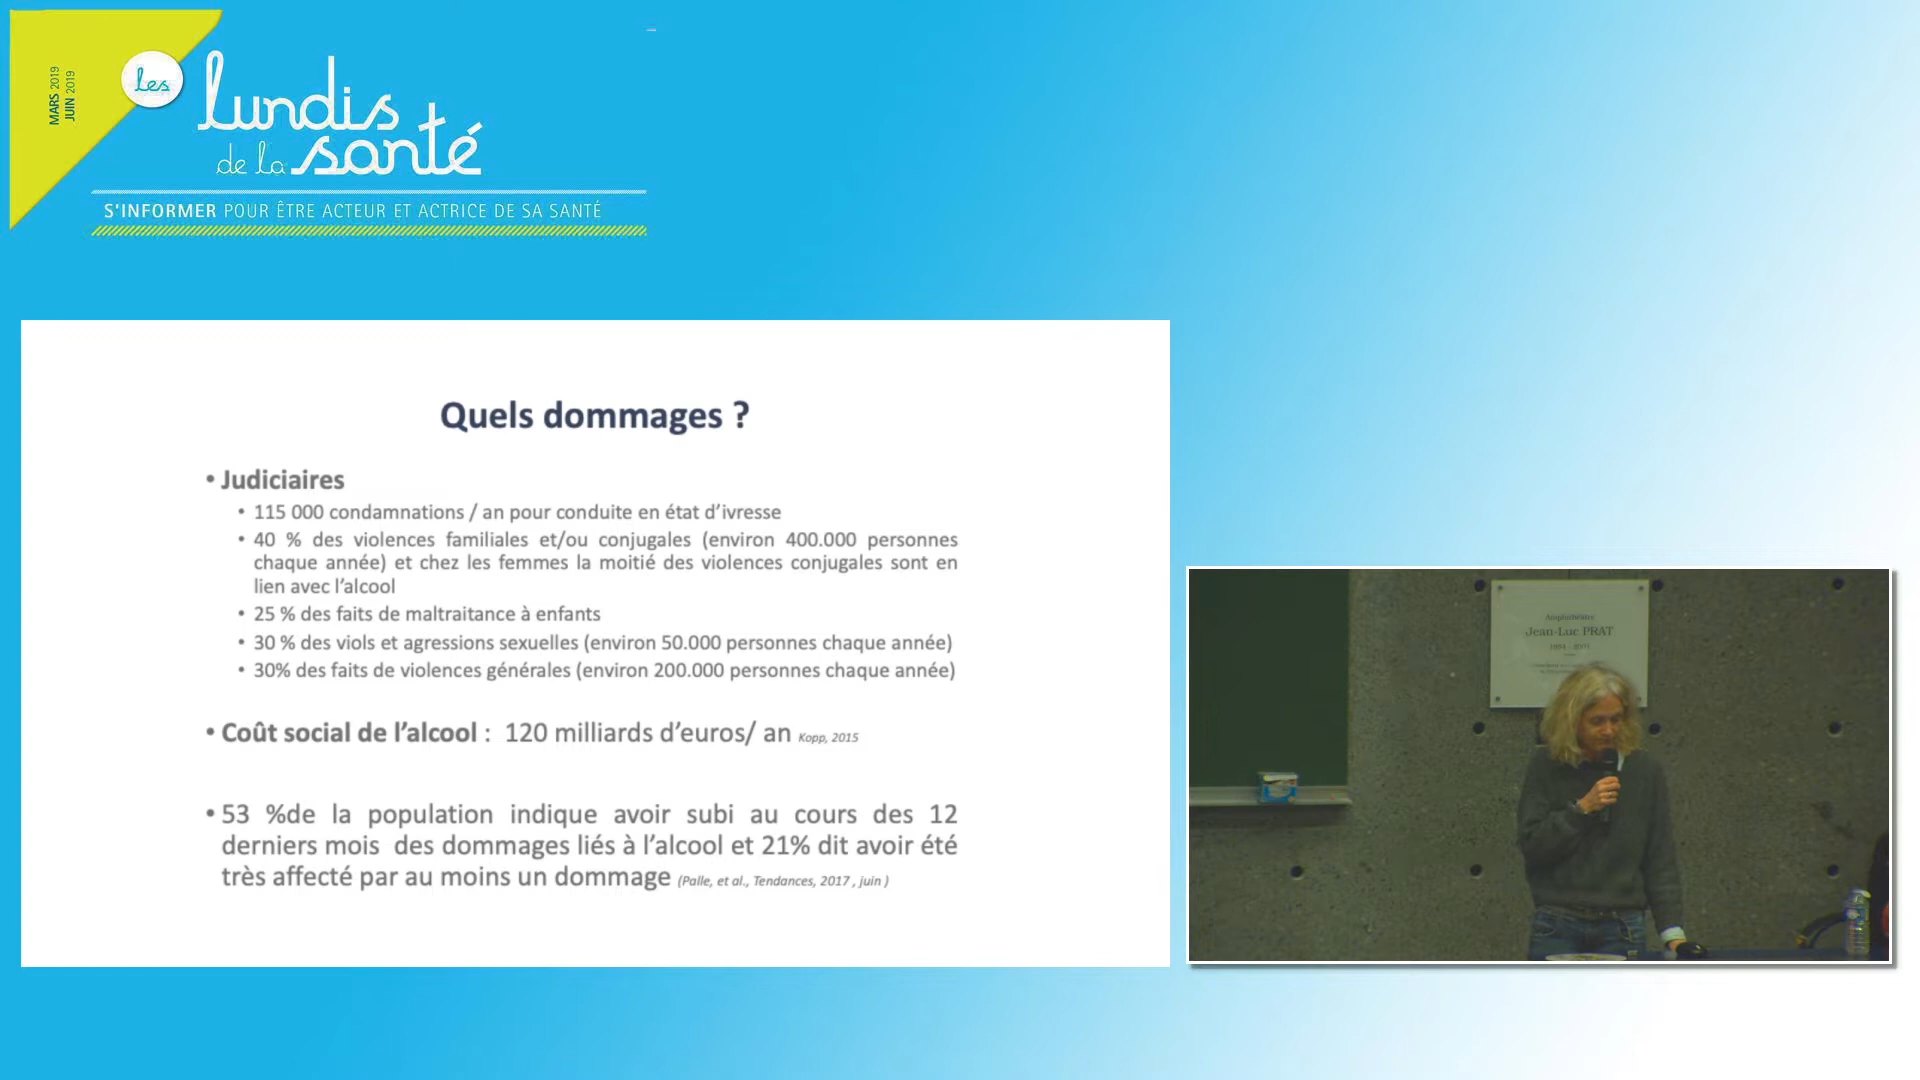 MARS 2019
JUIN 2019
les
lundis
de la santé
S'INFORMER POUR ÊTRE ACTEUR ET ACTRICE DE SA SANTÉ
Quels dommages ?
• Judiciaires
• 115 000 condamnations / an pour conduite en état d’ivresse
• 40 % des violences familiales et/ou conjugales (environ 400.000 personnes
chaque année) et chez les femmes la moitié des violences conjugales sont en
lien avec l’alcool
• 25 % des faits de maltraitance à enfants
• 30 % des viols et agressions sexuelles (environ 50.000 personnes chaque année)
• 30% des faits de violences générales (environ 200.000 personnes chaque année)
• Coût social de l’alcool : 120 milliards d’euros/ an Kopp, 2015
• 53 %de la population indique avoir subi au cours des 12
derniers mois des dommages liés à l’alcool et 21% dit avoir été
très affecté par au moins un dommage (Palle, et al., Tendances, 2017 , juin )
Amphithéâtre
Jean-Luc PRAT